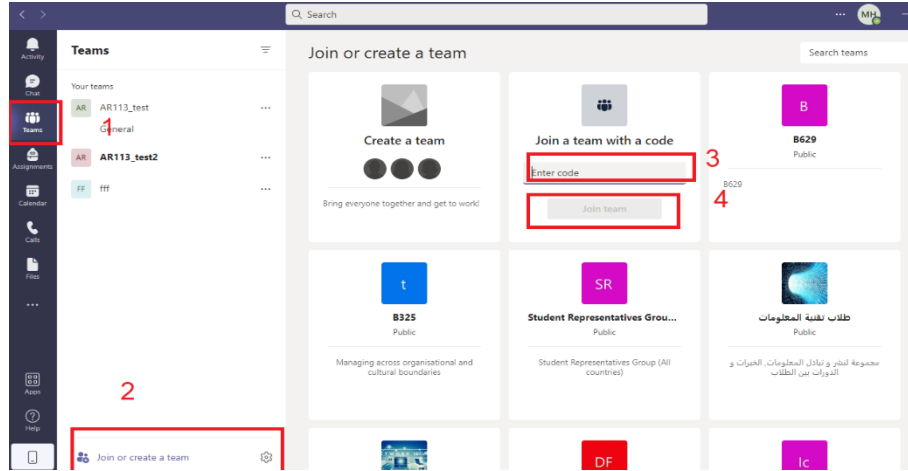 Search
MH
Activity
Chat
Teams
Assignments
Calendar
Calls
Files
Apps
Help
Teams
Your teams
AR AR113_test
General
AR AR113_test2
FF fff
1
2
Join or create a team
Join or create a team
Search teams
Create a team
Bring everyone together and get to work!
Join a team with a code
Enter code
3
Join team
4
B
B629
Public
B629
t
B325
Public
Managing across organisational and
cultural boundaries
SR
Student Representatives Grou...
Public
Student Representatives Group (All
countries)
طلاب تقنية المعلومات
Public
مجموعة لنشر و تبادل المعلومات, الخبرات و
الدورات بين الطلاب
DF
Ic